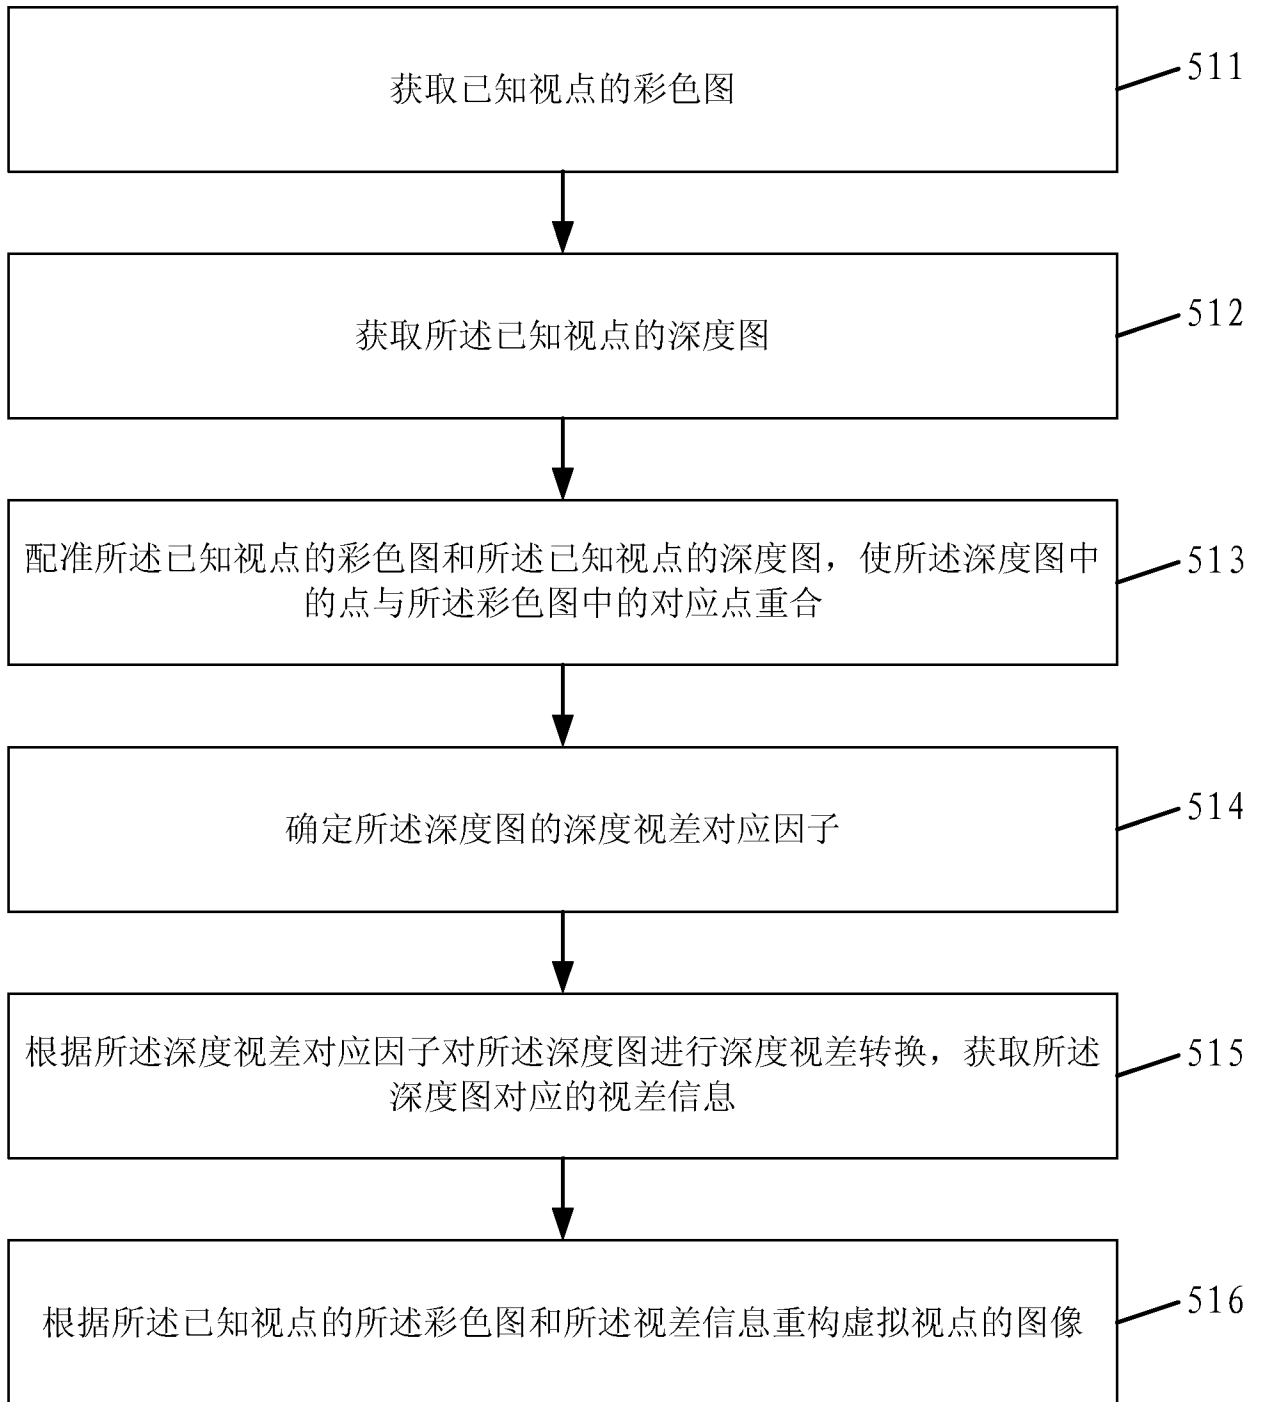 获取已知视点的彩色图
511
获取所述已知视点的深度图
512
配准所述已知视点的彩色图和所述已知视点的深度图，使所述深度图中
的点与所述彩色图中的对应点重合
513
确定所述深度图的深度视差对应因子
514
根据所述深度视差对应因子对所述深度图进行深度视差转换，获取所述
深度图对应的视差信息
515
根据所述已知视点的所述彩色图和所述视差信息重构虚拟视点的图像
516